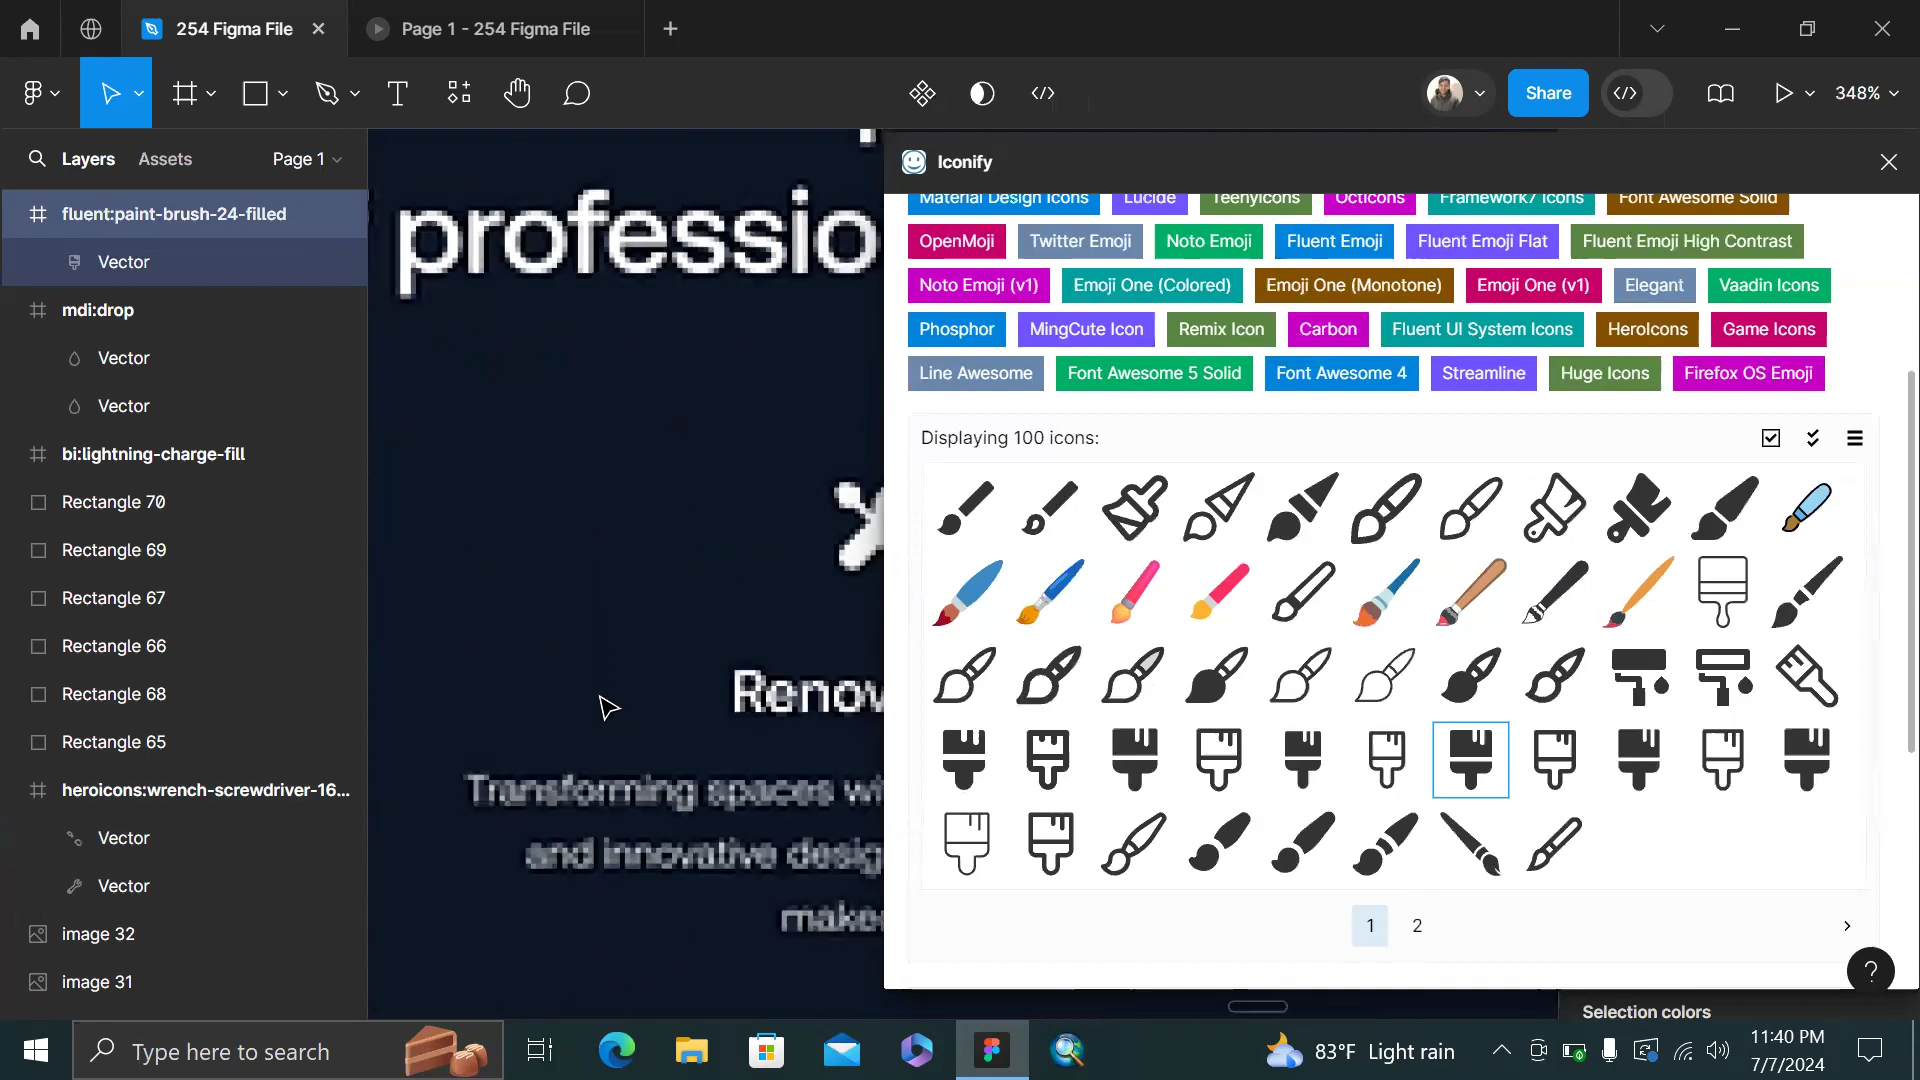 254 Figma File
Page 1 - 254 Figma File
Share
348%
Layers
Assets
Page 1
fluent:paint-brush-24-filled
Vector
mdi:drop
Vector
Vector
bi:lightning-charge-fill
Rectangle 70
Rectangle 69
Rectangle 67
Rectangle 66
Rectangle 68
Rectangle 65
heroicons:wrench-screwdriver-16...
Vector
Vector
image 32
image 31
professio
Renov
Transforming spaces wi
and innovative desig
makes
Iconify
Material Design Icons Lucide Teenyicons Octicons Framework7 Icons Font Awesome Solid
OpenMoji Twitter Emoji Noto Emoji Fluent Emoji Fluent Emoji Flat Fluent Emoji High Contrast
Noto Emoji (v1) Emoji One (Colored) Emoji One (Monotone) Emoji One (v1) Elegant Vaadin Icons
Phosphor MingCute Icon Remix Icon Carbon Fluent UI System Icons HeroIcons Game Icons
Line Awesome Font Awesome 5 Solid Font Awesome 4 Streamline Huge Icons Firefox OS Emoji
Displaying 100 icons:
1 2
?
Selection colors
Type here to search
83°F Light rain
11:40 PM
7/7/2024